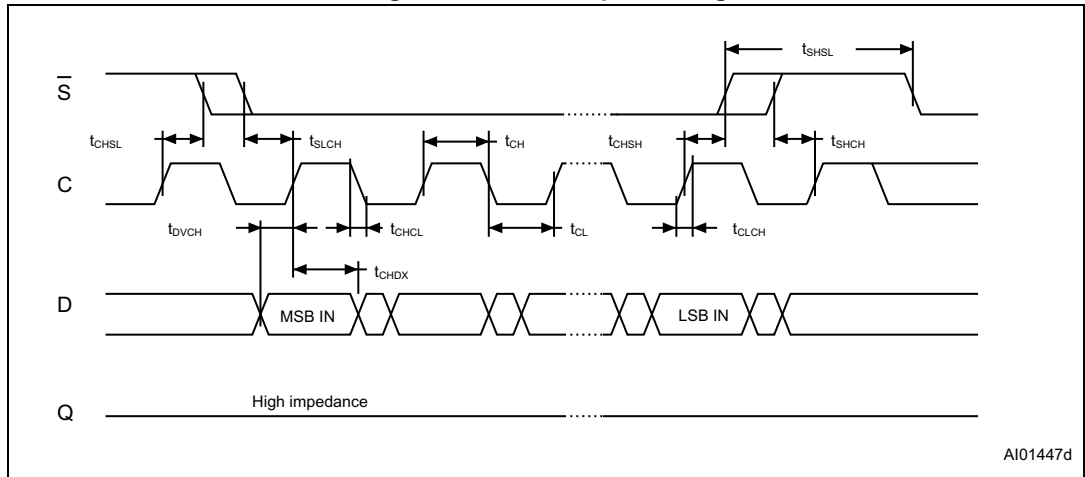 tSHSL
S̅
tCHSL
tSLCH
tCH
tCHSH
tSHCH
C
tDVCH
tCHCL
tCL
tCLCH
tCHDX
D
MSB IN
LSB IN
High impedance
Q
AI01447d